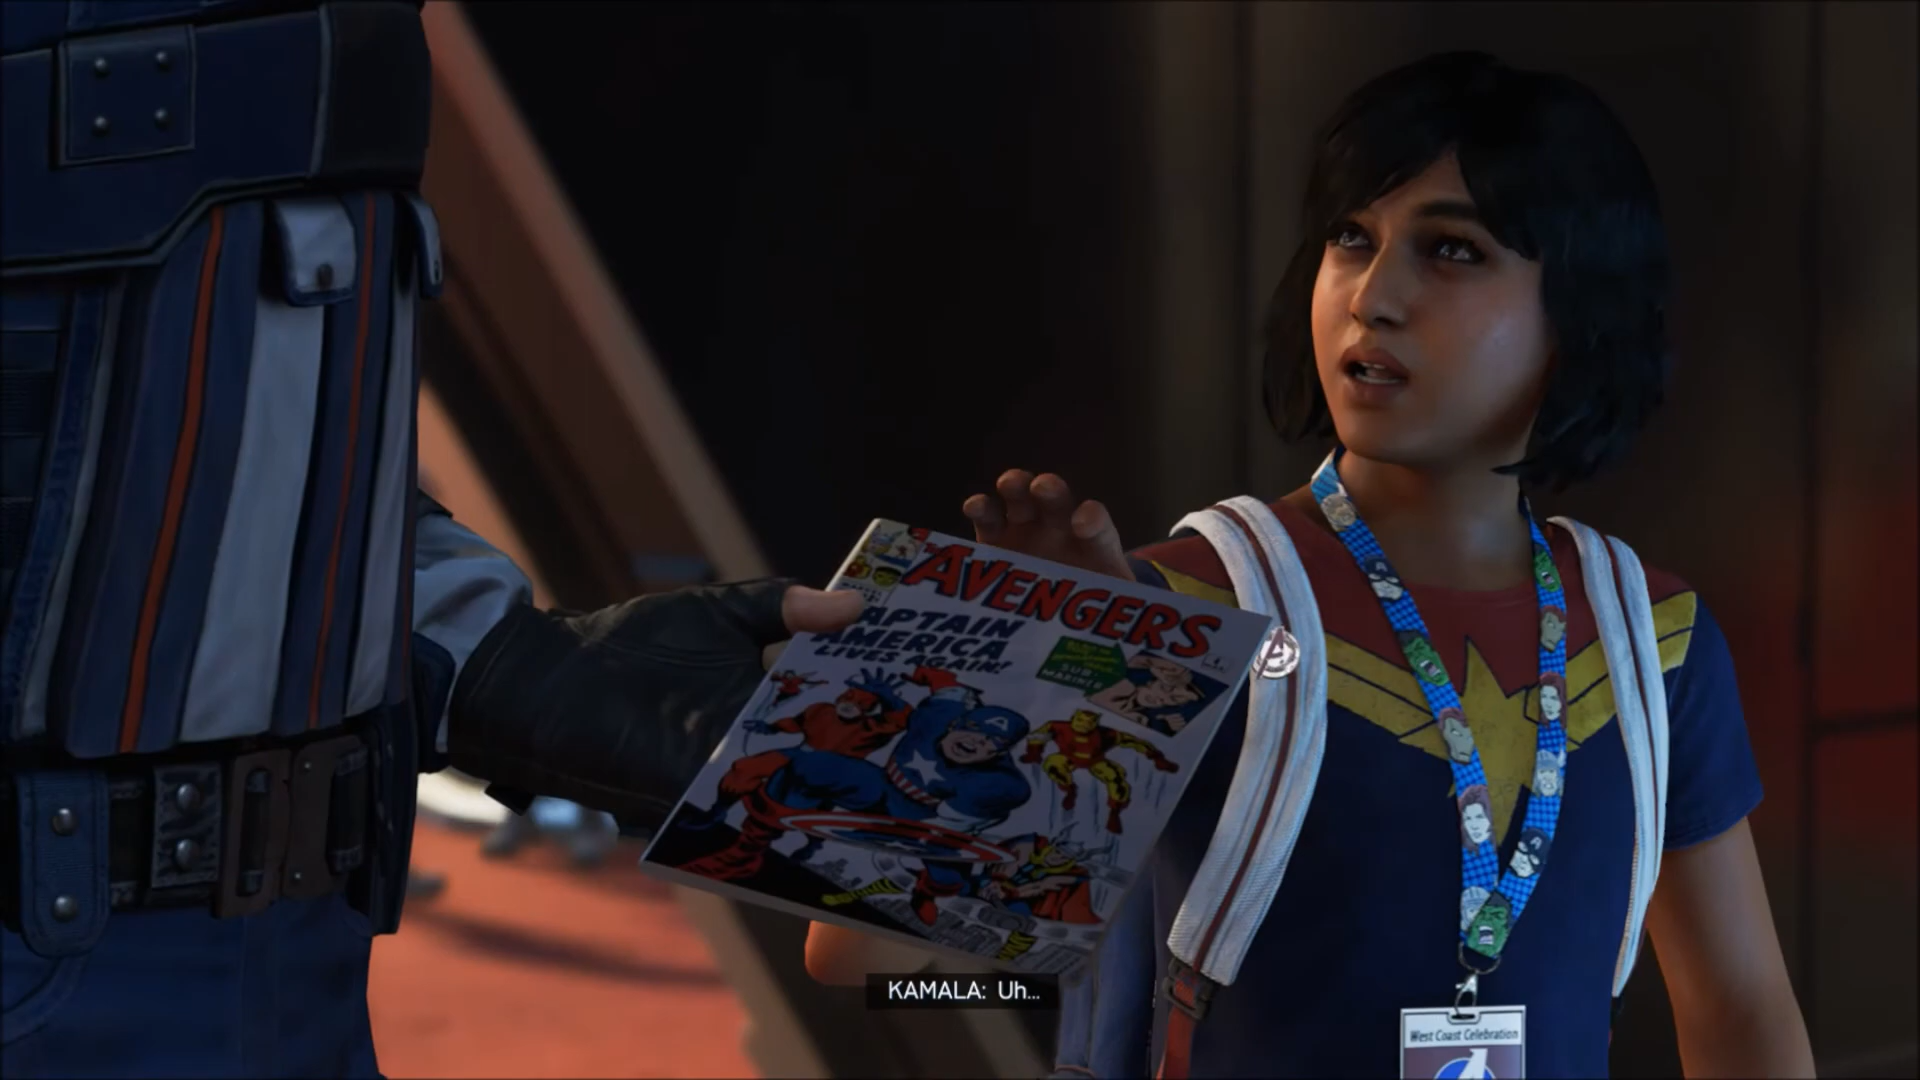 AVENGERS
CAPTAIN
AMERICA
LIVES AGAIN!
SUB-
MARINER
KAMALA: Uh...
West Coast Celebration